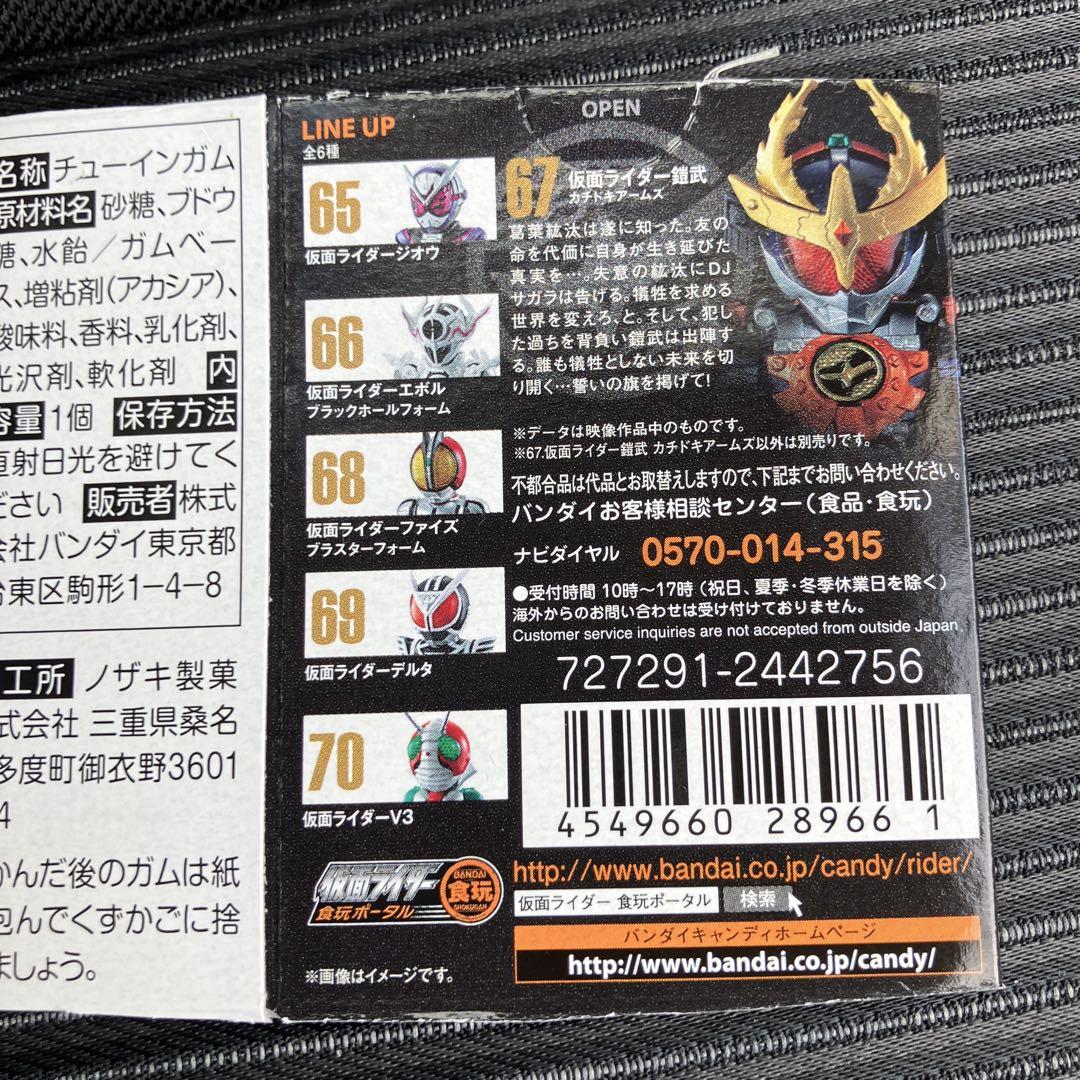 名称 チューインガム
原材料名 砂糖、ブドウ
糖、水飴/ガムベー
ス、増粘剤(アカシア)、
酸味料、香料、乳化剤、
光沢剤、軟化剤 内
容量 1個 保存方法
直射日光を避けてく
ださい 販売者 株式
会社バンダイ東京都
台東区駒形1-4-8
工所 ノザキ製菓
式会社 三重県桑名
多度町御衣野3601
4
かんだ後のガムは紙
包んでくずかごに捨
ましょう。
OPEN
LINE UP
全6種
65
仮面ライダージオウ
66
仮面ライダーエボル
ブラックホールフォーム
68
仮面ライダーファイズ
ブラスターフォーム
69
仮面ライダーデルタ
70
仮面ライダーV3
仮面ライダー
食玩ポータル
BANDAI
食玩
SHOKUGAN
※画像はイメージです。
67 仮面ライダー鎧武
カチドキアームズ
葛葉紘汰は遂に知った。友の
命を代価に自身が生き延びた
真実を…。失意の紘汰にDJ
サガラは告げる。犠牲を求める
世界を変えろ、と。そして、犯し
た過ちを背負い鎧武は出陣す
る。誰も犠牲としない未来を切
り開く…誓いの旗を掲げて!
※データは映像作品中のものです。
※67.仮面ライダー鎧武 カチドキアームズ以外は別売りです。
不都合品は代品とお取替えしますので、下記までお問い合わせください。
バンダイお客様相談センター(食品・食玩)
ナビダイヤル 0570-014-315
●受付時間 10時〜17時(祝日、夏季・冬季休業日を除く)
海外からのお問い合わせは受け付けておりません。
Customer service inquiries are not accepted from outside Japan.
727291-2442756
4549660 289661
http://www.bandai.co.jp/candy/rider/
仮面ライダー 食玩ポータル 検索
バンダイキャンディホームページ
http://www.bandai.co.jp/candy/